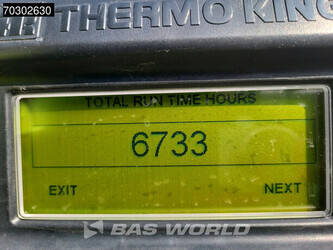 70302630
THERMO KING
TOTAL RUN TIME HOURS
6733
EXIT NEXT
BAS WORLD